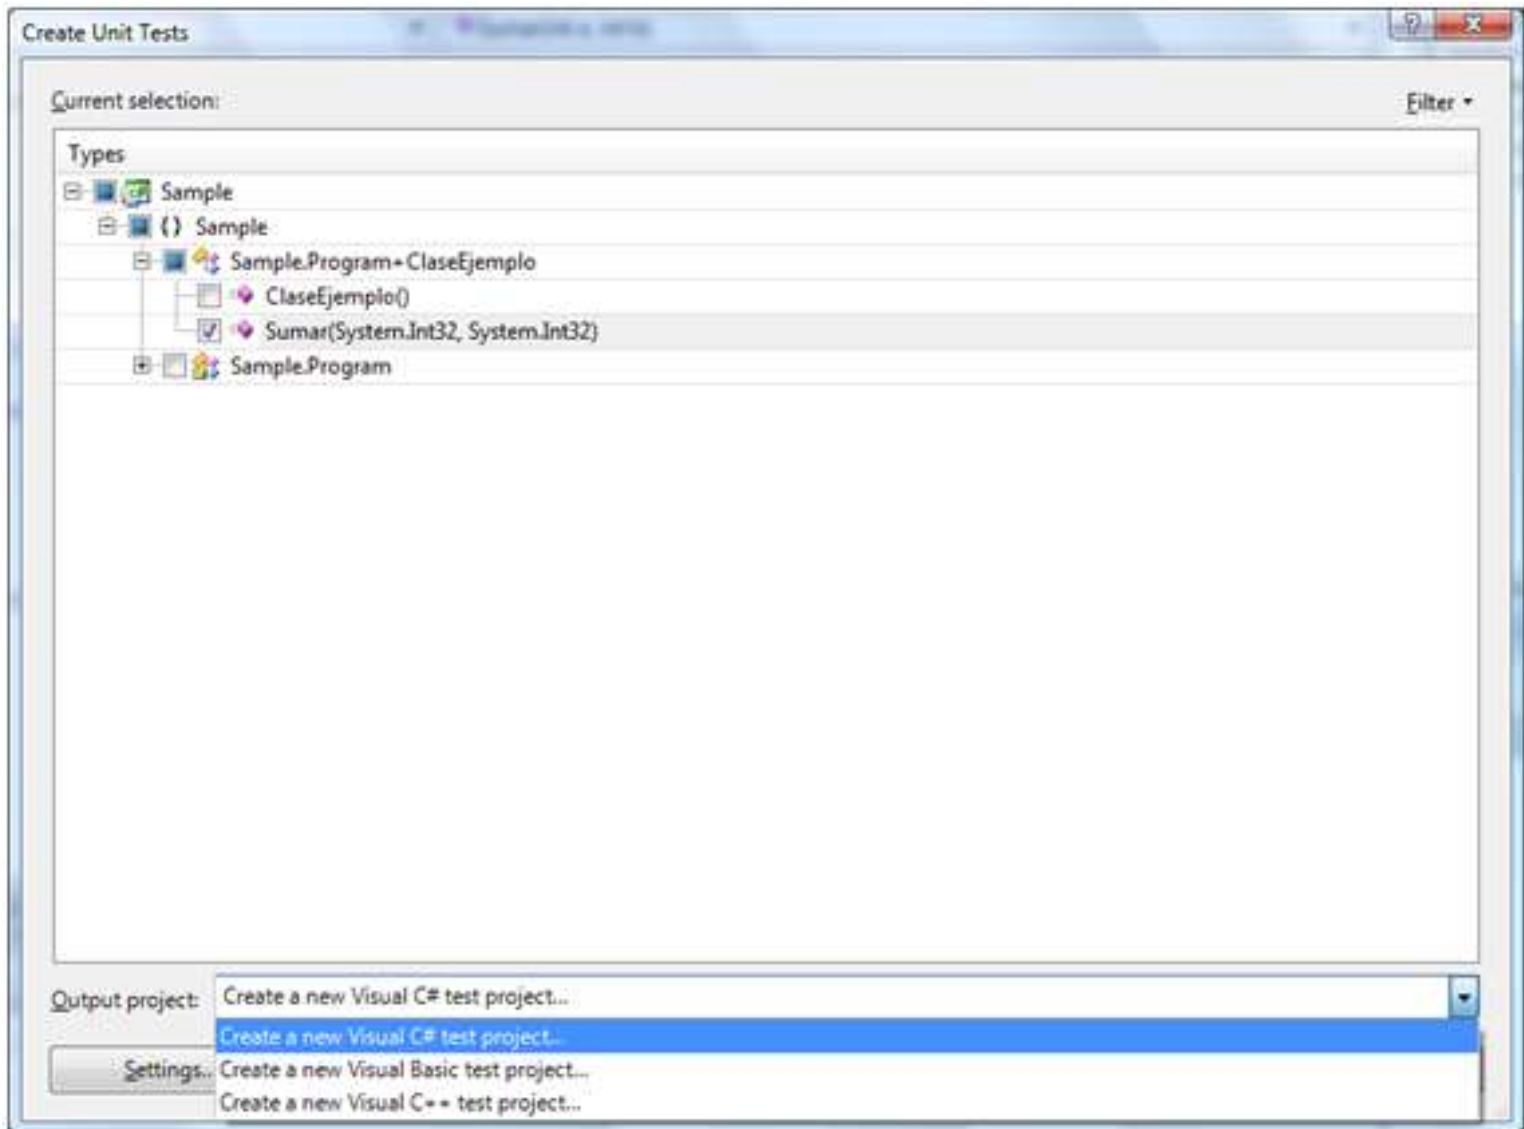 Create Unit Tests
Current selection:
Filter
Types
Sample
{} Sample
Sample.Program+ClaseEjemplo
ClaseEjemplo()
Sumar(System.Int32, System.Int32)
Sample.Program
Output project: Create a new Visual C# test project...
Create a new Visual C# test project...
Settings... Create a new Visual Basic test project...
Create a new Visual C++ test project...